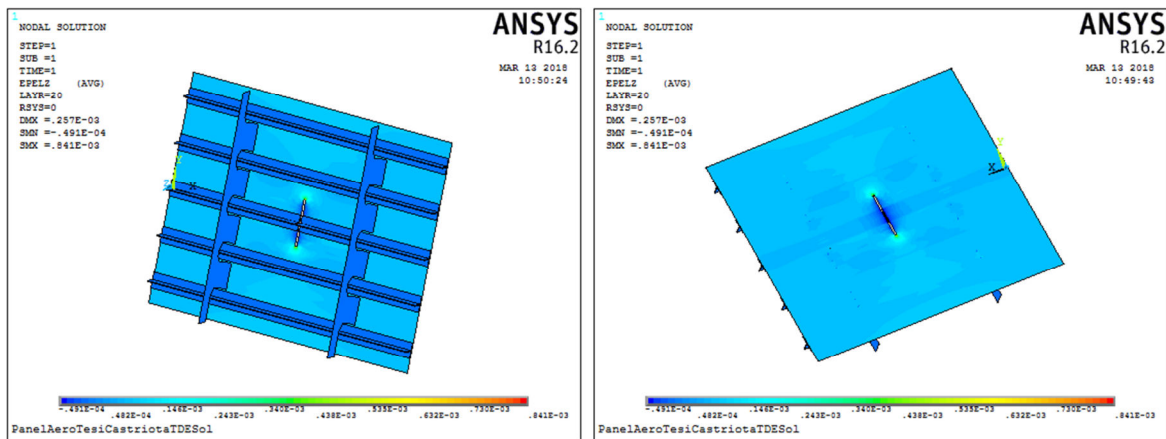 1
NODAL SOLUTION
STEP=1
SUB =1
TIME=1
EPELZ (AVG)
LAYR=20
RSYS=0
DMX =.257E-03
SMN =-.491E-04
SMX =.841E-03
ANSYS
R16.2
MAR 13 2018
10:50:24
Y
Z X
-.491E-04 .146E-03 .340E-03 .535E-03 .730E-03
.482E-04 .243E-03 .438E-03 .632E-03 .841E-03
PanelAeroTesiCastriotaTDESol
1
NODAL SOLUTION
STEP=1
SUB =1
TIME=1
EPELZ (AVG)
LAYR=20
RSYS=0
DMX =.257E-03
SMN =-.491E-04
SMX =.841E-03
ANSYS
R16.2
MAR 13 2018
10:49:43
Y
X
-.491E-04 .146E-03 .340E-03 .535E-03 .730E-03
.482E-04 .243E-03 .438E-03 .632E-03 .841E-03
PanelAeroTesiCastriotaTDESol